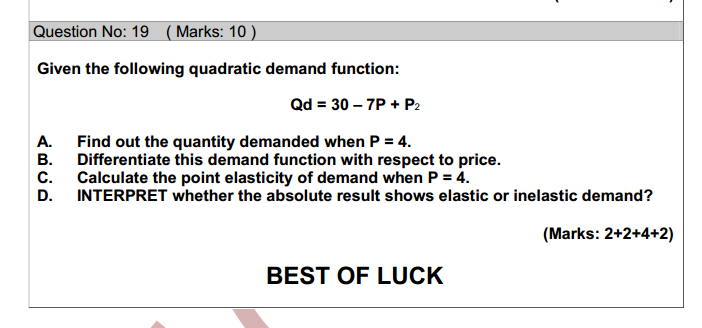 Question No: 19 ( Marks: 10 )
Given the following quadratic demand function:
Qd = 30 – 7P + P2
A. Find out the quantity demanded when P = 4.
B. Differentiate this demand function with respect to price.
C. Calculate the point elasticity of demand when P = 4.
D. INTERPRET whether the absolute result shows elastic or inelastic demand?
(Marks: 2+2+4+2)
BEST OF LUCK